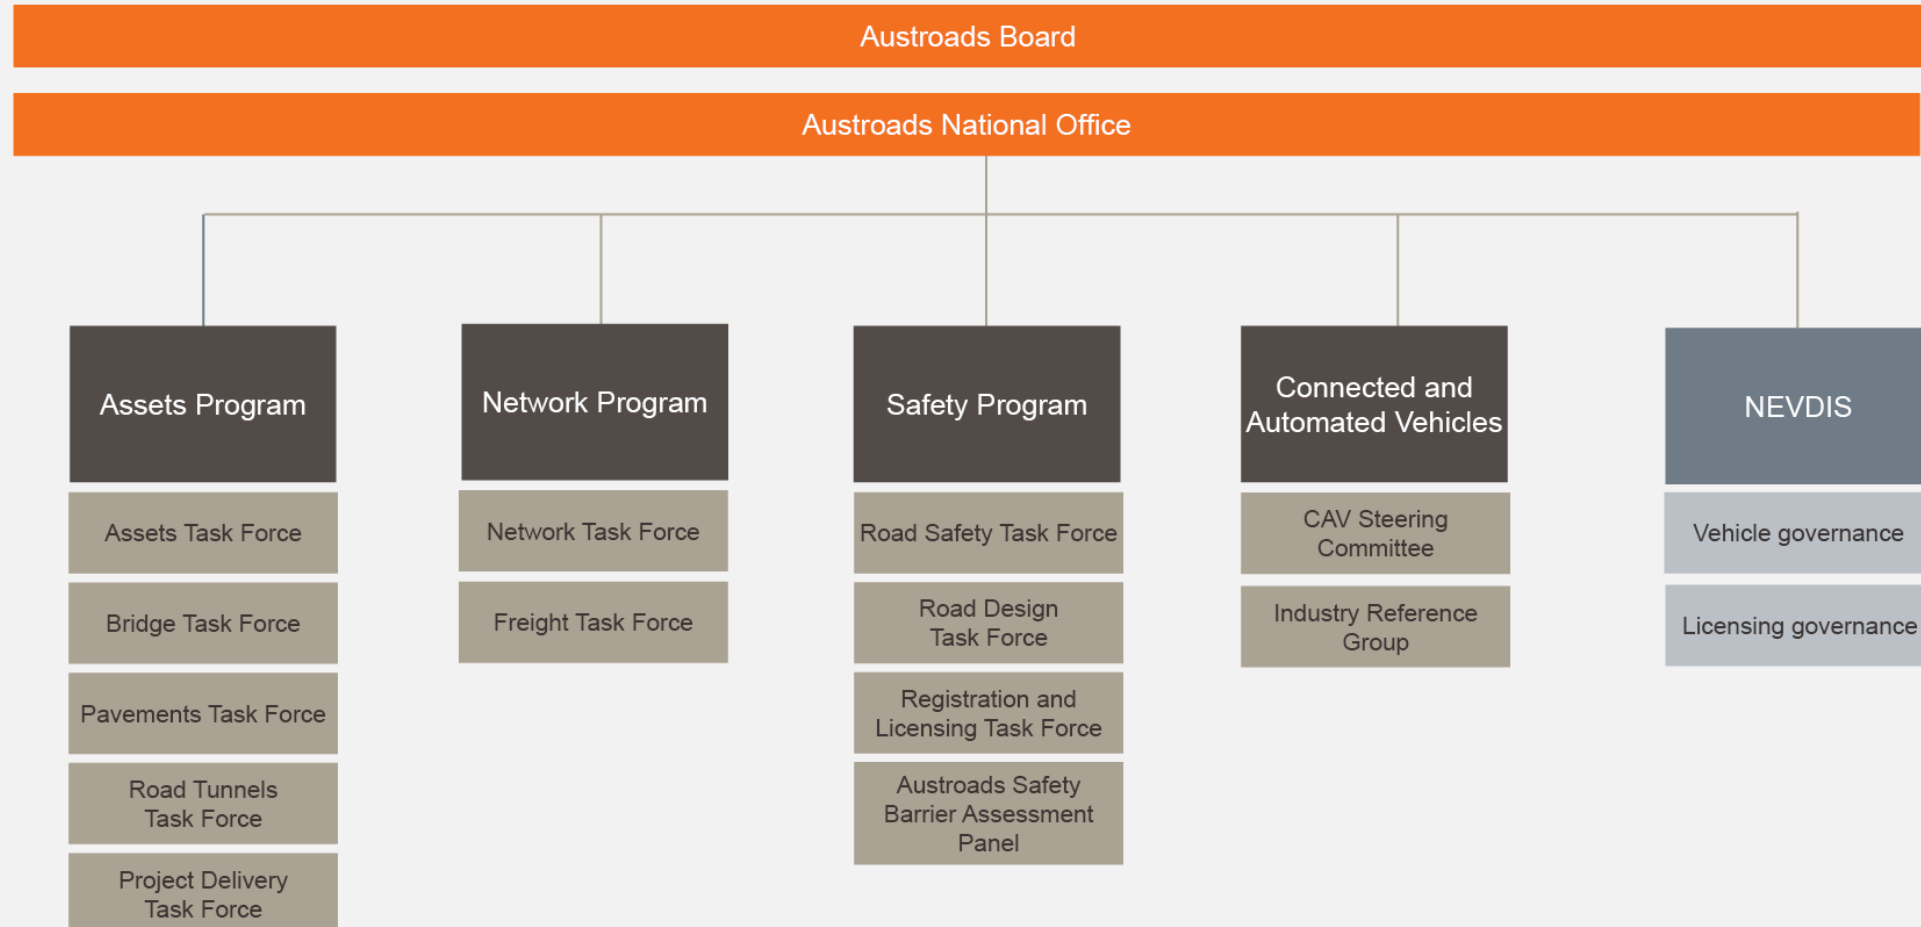 Austroads Board
Austroads National Office
Assets Program
Assets Task Force
Bridge Task Force
Pavements Task Force
Road Tunnels
Task Force
Project Delivery
Task Force
Network Program
Network Task Force
Freight Task Force
Safety Program
Road Safety Task Force
Road Design
Task Force
Registration and
Licensing Task Force
Austroads Safety
Barrier Assessment
Panel
Connected and
Automated Vehicles
CAV Steering
Committee
Industry Reference
Group
NEVDIS
Vehicle governance
Licensing governance